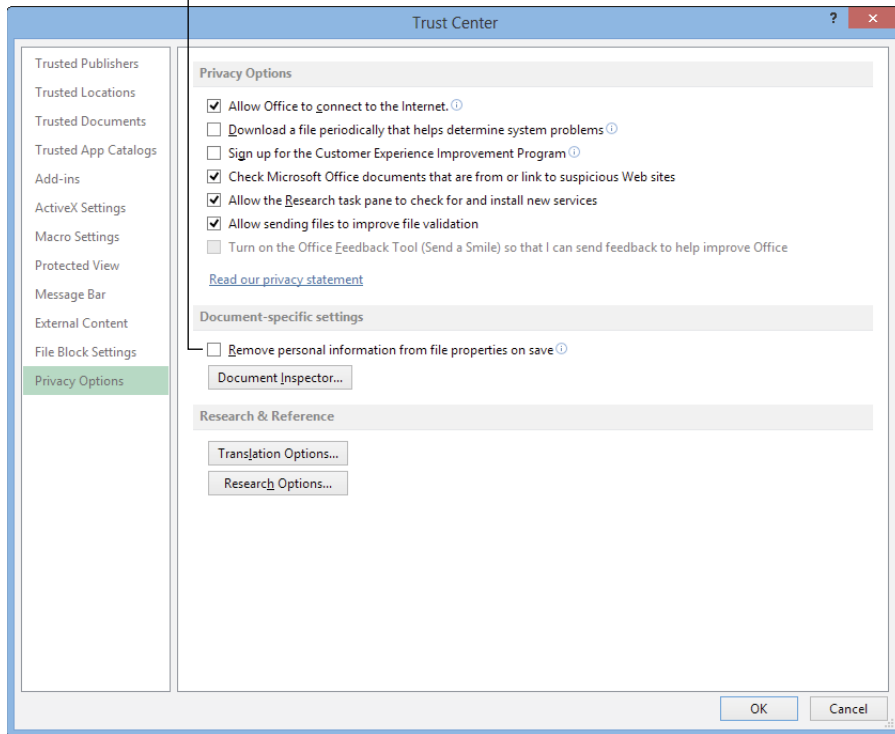 Trust Center
?
×
Trusted Publishers
Trusted Locations
Trusted Documents
Trusted App Catalogs
Add-ins
ActiveX Settings
Macro Settings
Protected View
Message Bar
External Content
File Block Settings
Privacy Options
Privacy Options
Allow Office to connect to the Internet.
Download a file periodically that helps determine system problems
Sign up for the Customer Experience Improvement Program
Check Microsoft Office documents that are from or link to suspicious Web sites
Allow the Research task pane to check for and install new services
Allow sending files to improve file validation
Turn on the Office Feedback Tool (Send a Smile) so that I can send feedback to help improve Office
Read our privacy statement
Document-specific settings
Remove personal information from file properties on save
Document Inspector...
Research & Reference
Translation Options...
Research Options...
OK
Cancel